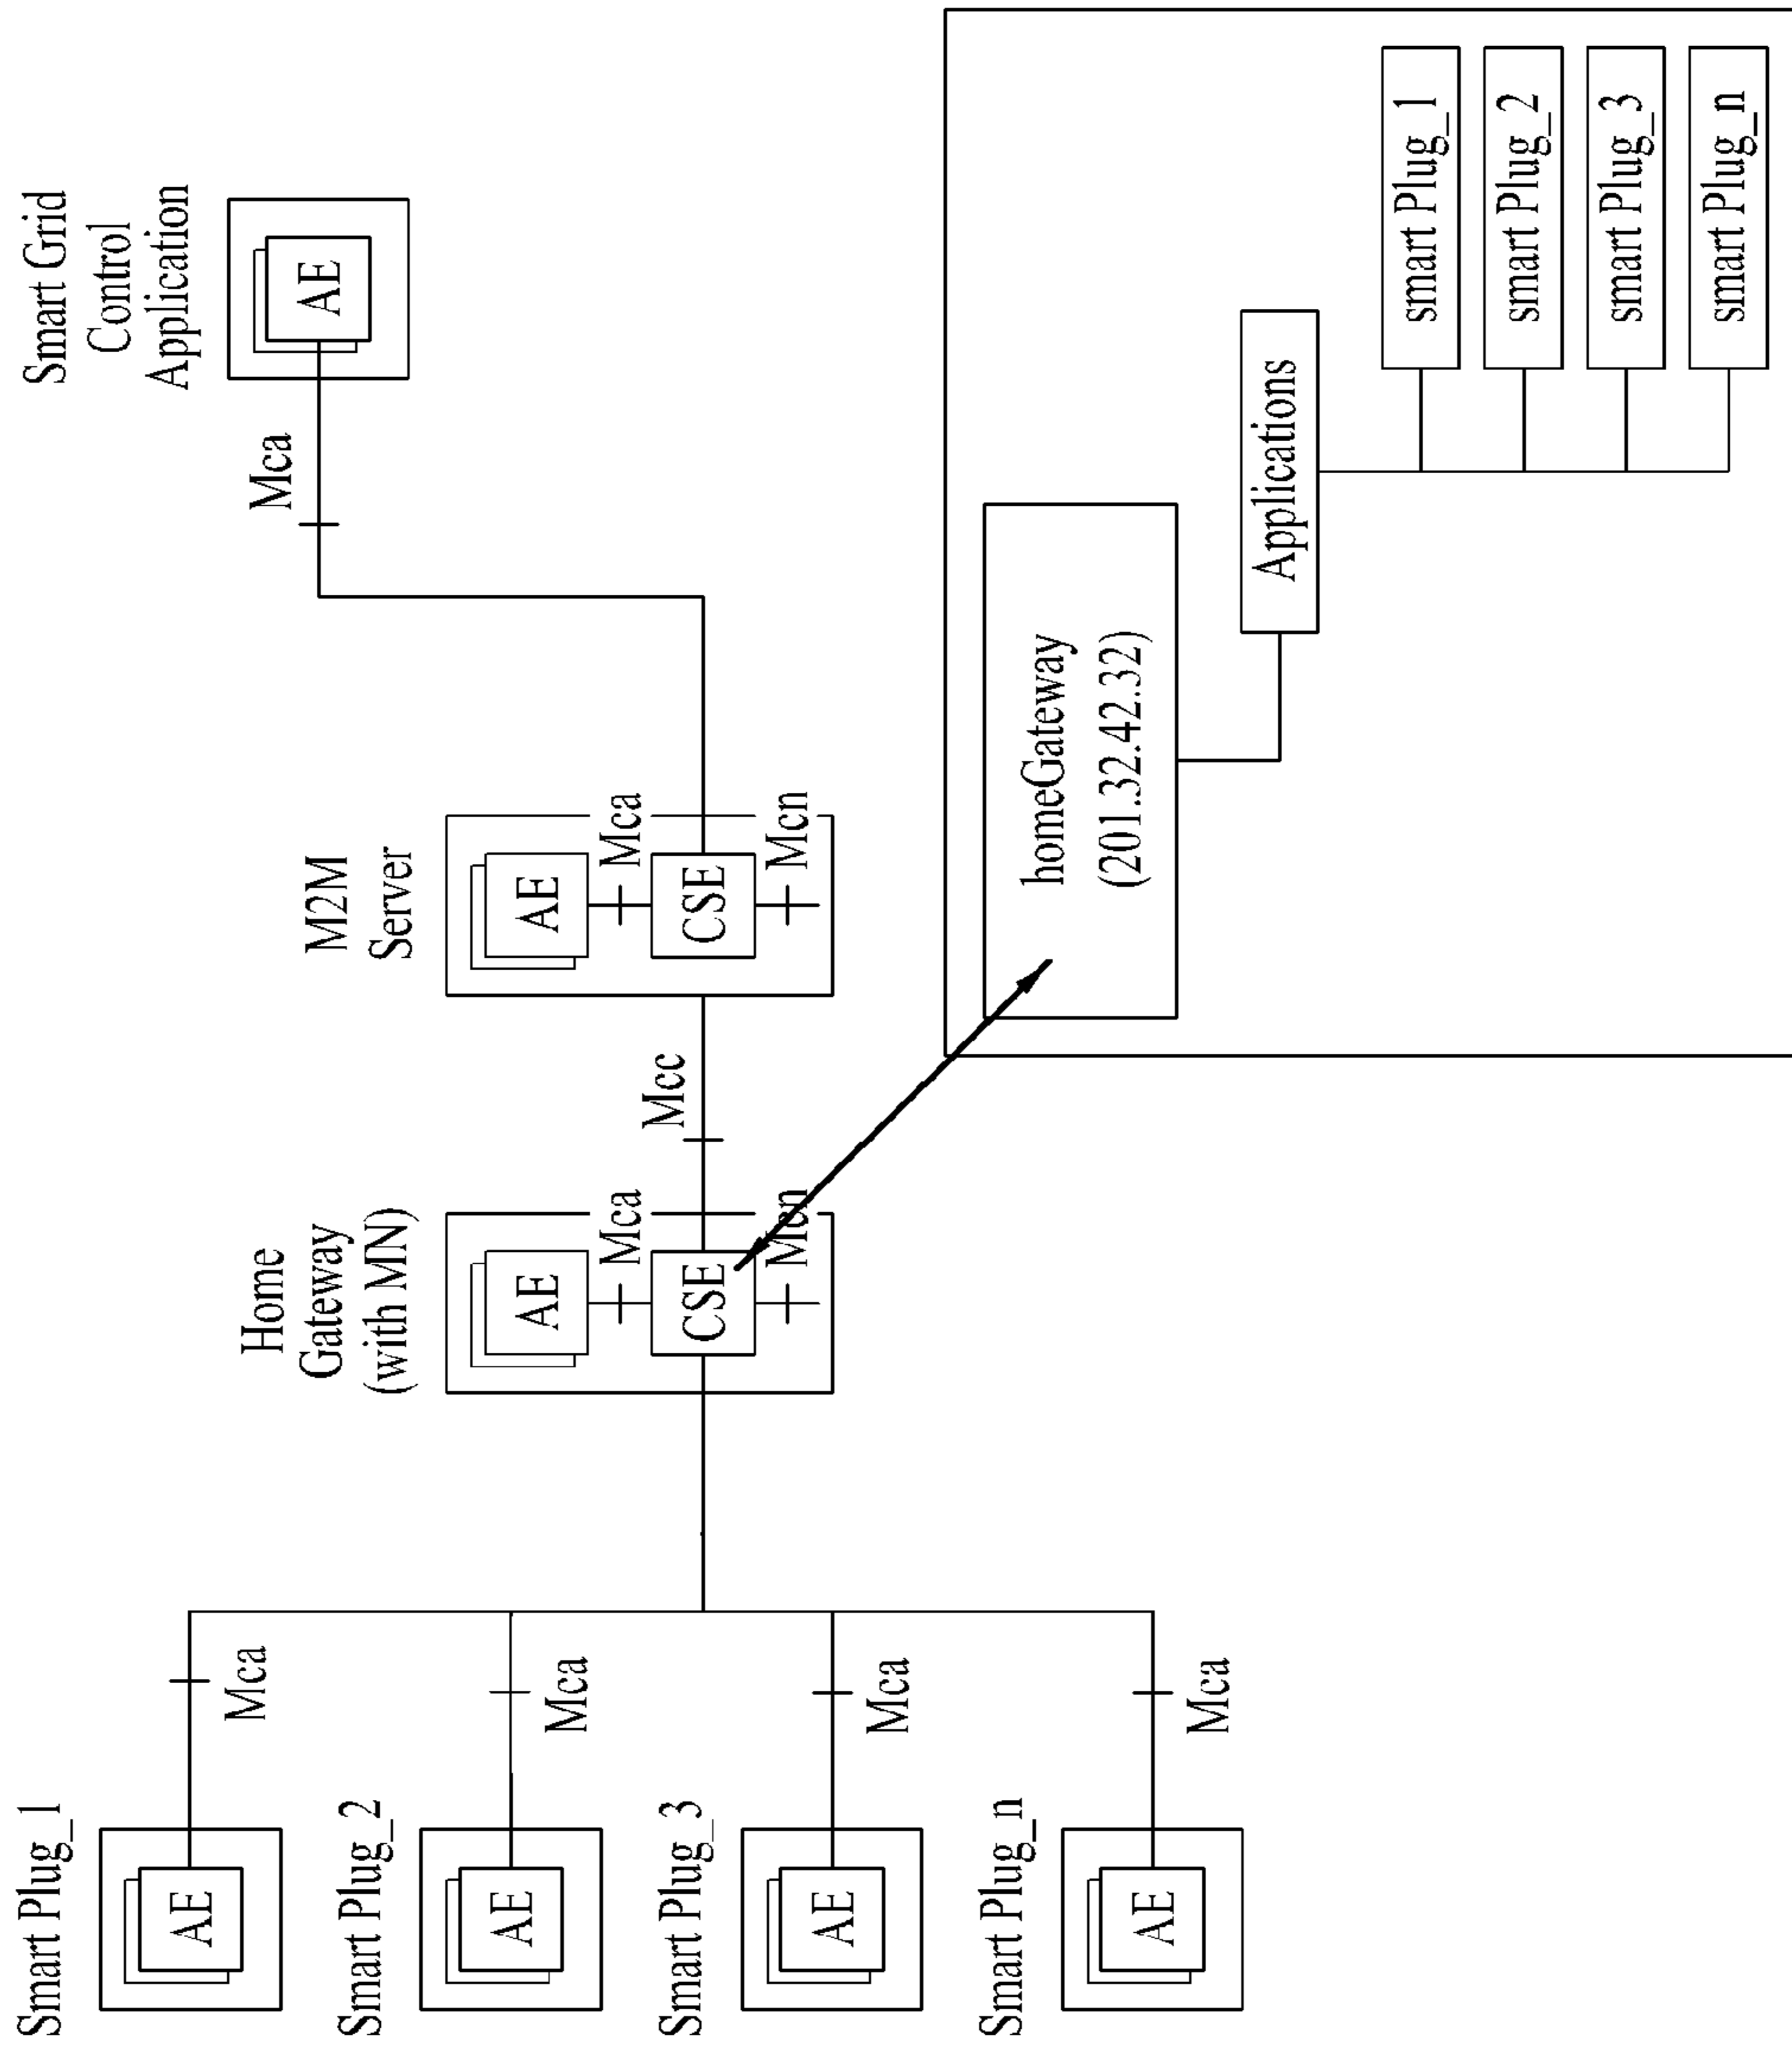 Smart Plug_1
AE
Mca
Smart Plug_2
AE
Mca
Smart Plug_3
AE
Mca
Smart Plug_n
AE
Mca
Home
Gateway
(with MN)
AE
Mca
CSE
Mcn
Mcc
M2M
Server
AE
Mca
CSE
Mcn
Mca
Smart Grid
Control
Application
AE
homeGateway
(201.32.42.32)
Applications
smart Plug_1
smart Plug_2
smart Plug_3
smart Plug_n